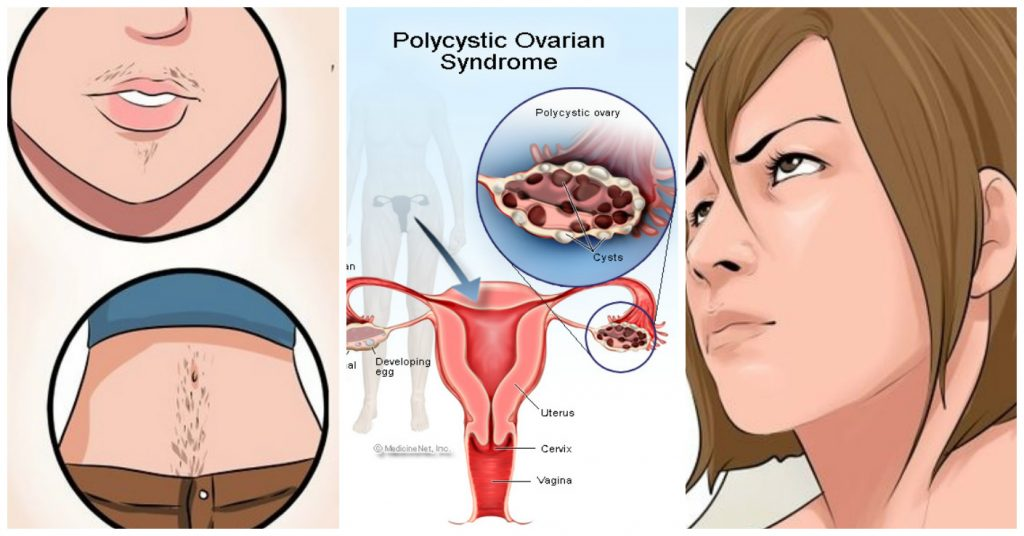 Polycystic Ovarian
Syndrome
Polycystic ovary
Cysts
Developing
egg
Uterus
Cervix
Vagina
© MedicineNet, Inc.